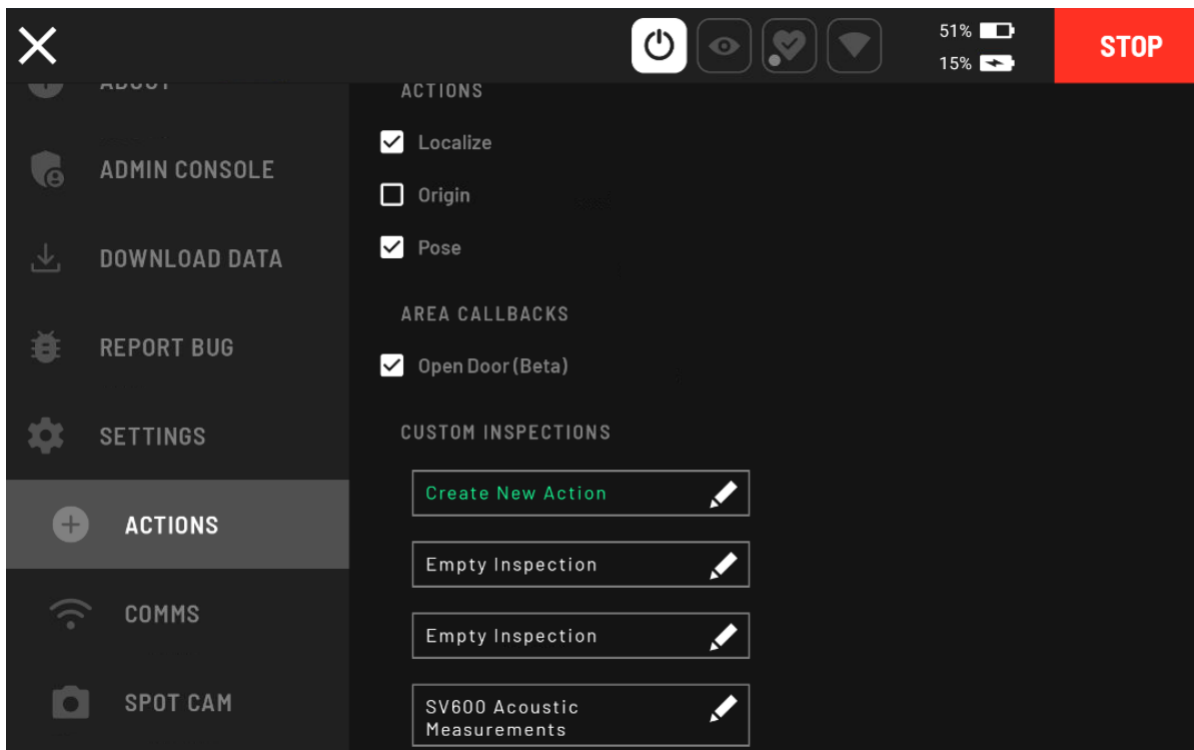 51%
15%
STOP
ABOUT
ADMIN CONSOLE
DOWNLOAD DATA
REPORT BUG
SETTINGS
ACTIONS
COMMS
SPOT CAM
ACTIONS
Localize
Origin
Pose
AREA CALLBACKS
Open Door (Beta)
CUSTOM INSPECTIONS
Create New Action
Empty Inspection
Empty Inspection
SV600 Acoustic
Measurements